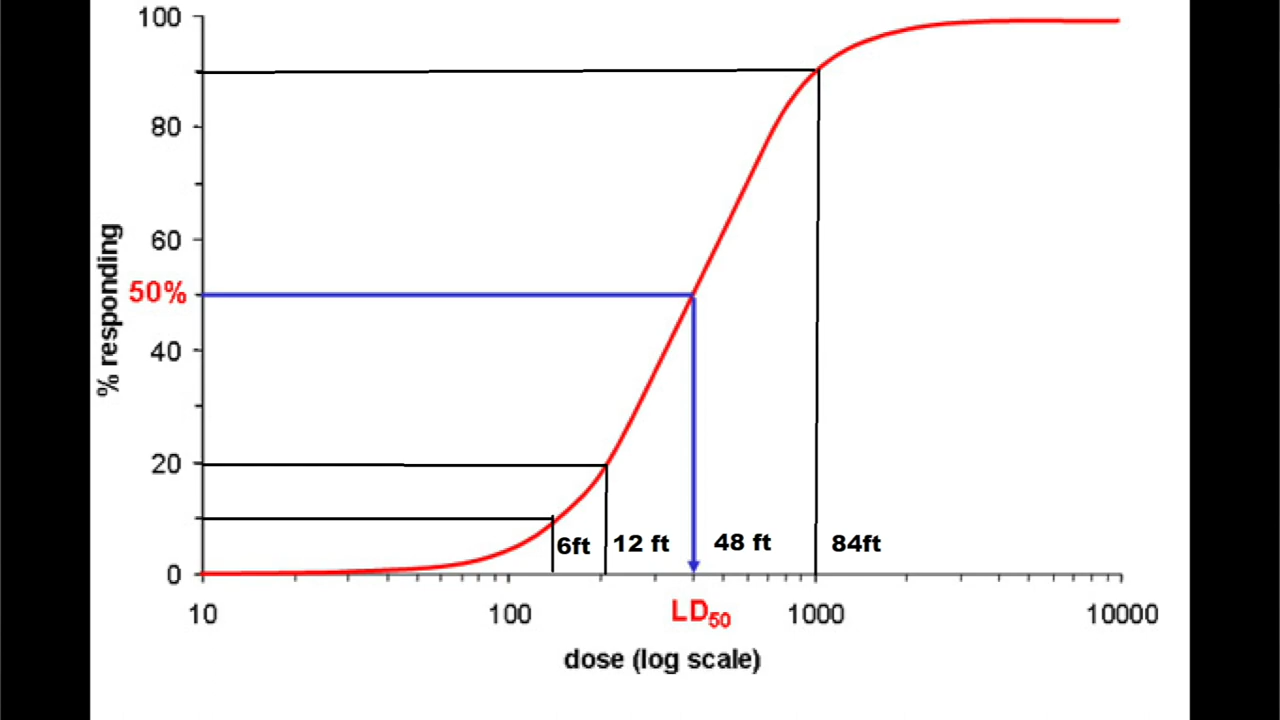 100
80
60
50%
40
20
0
% responding
6ft
12 ft
48 ft
84ft
10
100
LD50
1000
10000
dose (log scale)